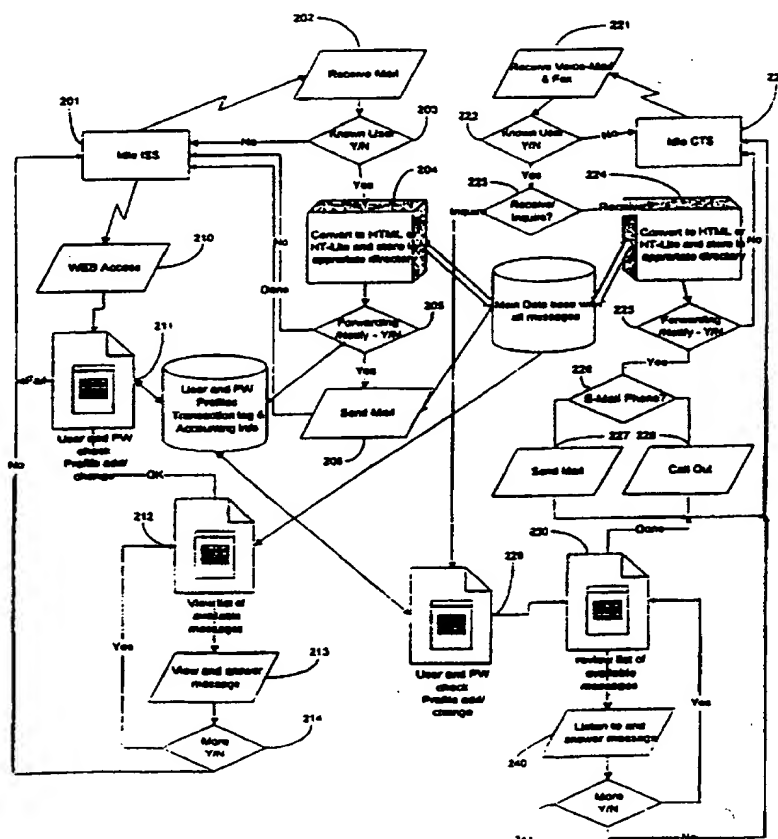 202
Receive Mail
201
203
Known User
Y/N
Idle ISS
No
Yes
204
Convert to HTML or
HT-Lite and store to
appropriate directory
210
WEB Access
No
Done
205
Forwarding
/Notify - Y/N
Yes
211
User and PW
Profiles
Transaction log &
Accounting Info
Send Mail
206
User and PW
check
Profile add/
change
OK
No
212
View list of
available
messages
Yes
213
View and answer
message
214
More
Y/N
221
Receive Voice-Mail
& Fax
222
Known User
Y/N
No
Idle CTS
Yes
223
Receive/
Inquire?
Inquire
Receive
224
Convert to HTML or
HT-Lite and store to
appropriate directory
No
Main Data base w/
all messages
225
Forwarding
/Notify - Y/N
Yes
226
E-Mail Phone?
227
228
Send Mail
Call Out
230
Done
229
User and PW
check
Profile add/
change
review list of
available
messages
Yes
240
Listen to and
answer message
More
Y/N
No